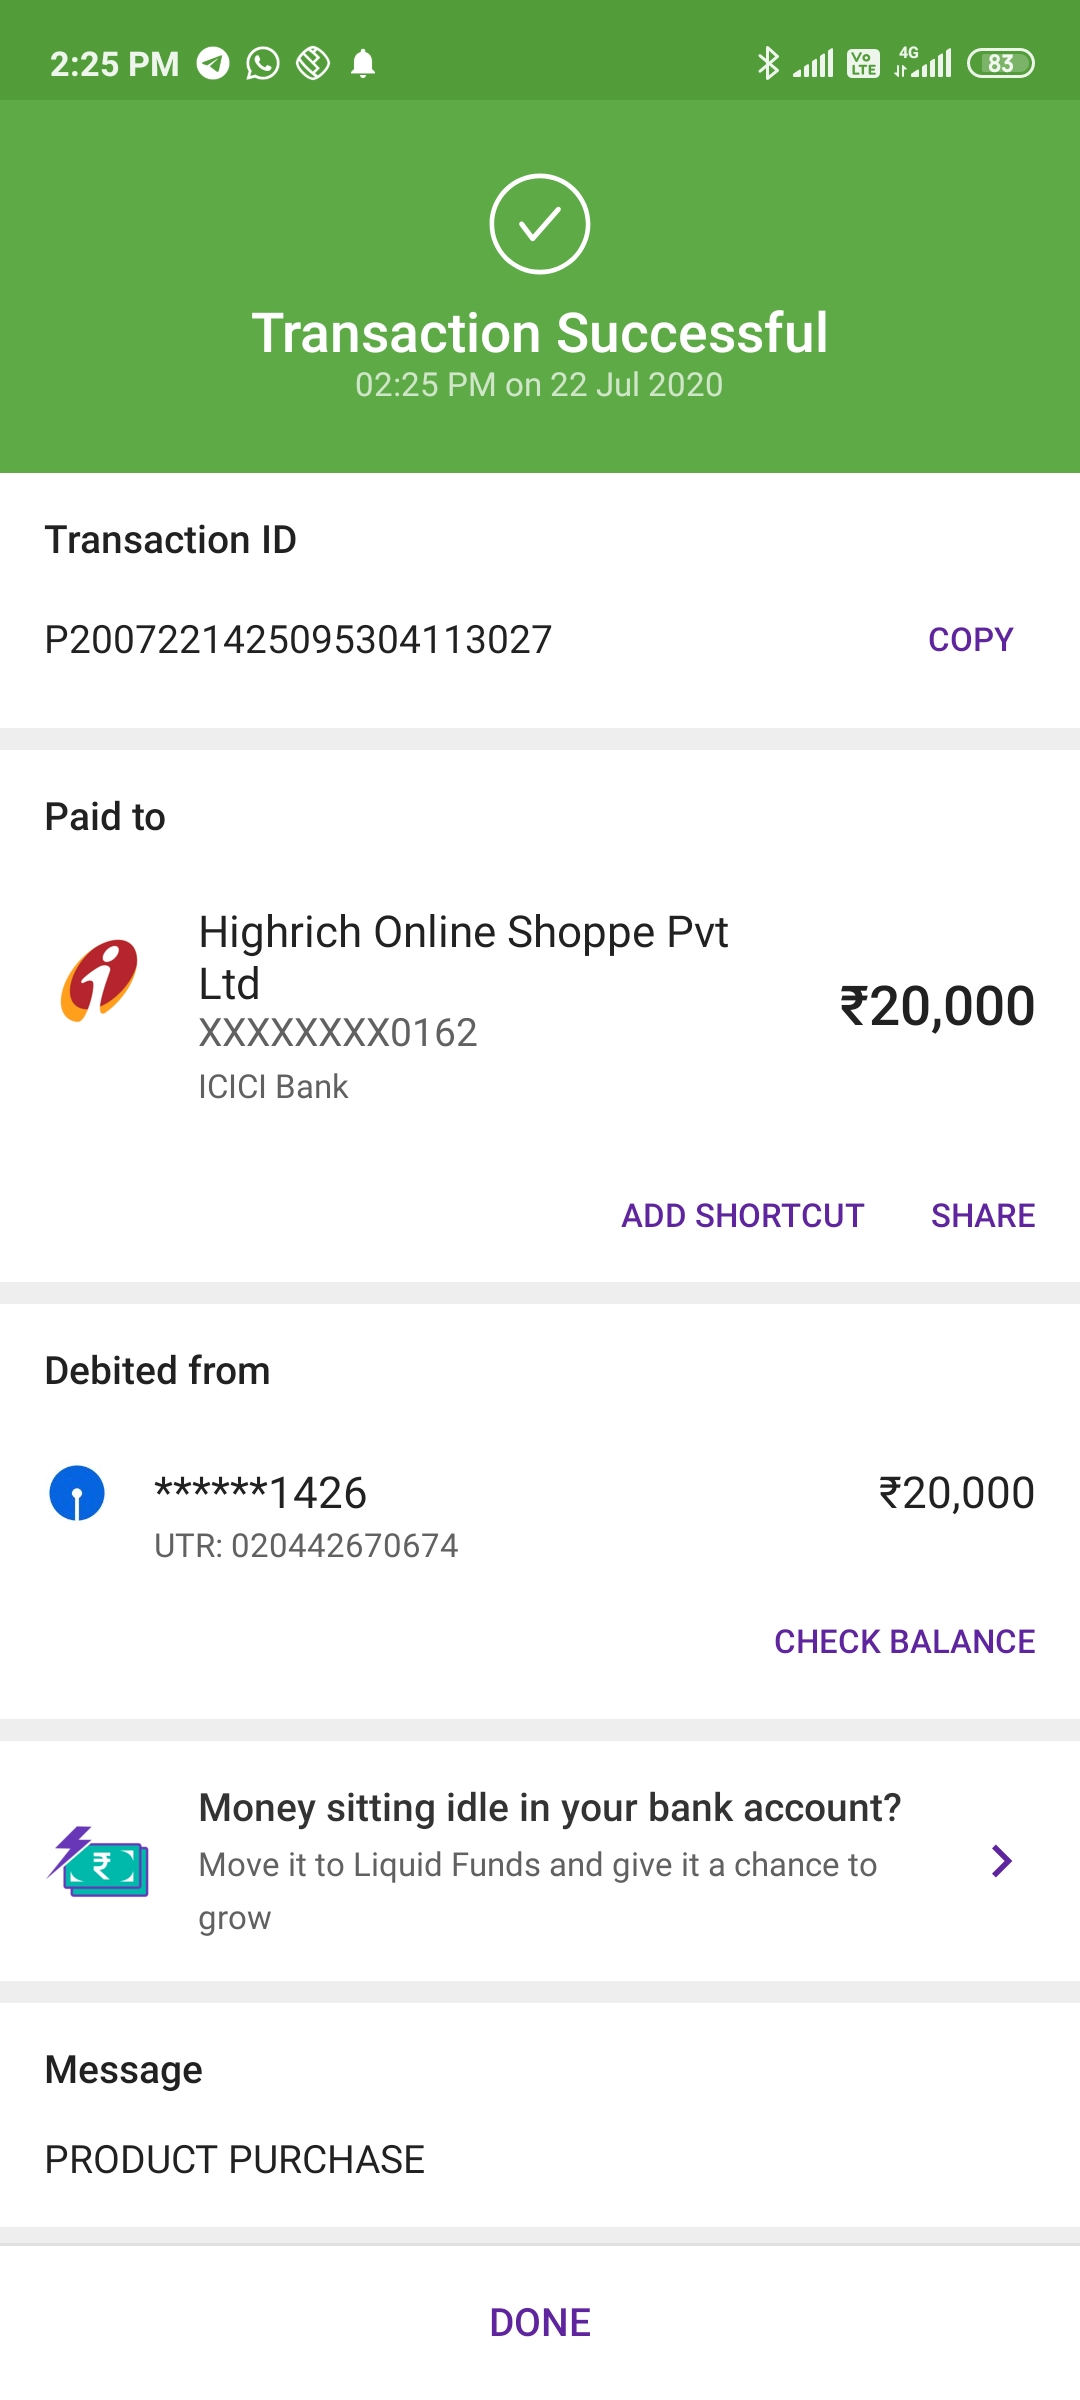 2:25 PM
Vo LTE 4G 83
Transaction Successful
02:25 PM on 22 Jul 2020
Transaction ID
P2007221425095304113027 COPY
Paid to
Highrich Online Shoppe Pvt
Ltd
₹20,000
XXXXXXXX0162
ICICI Bank
ADD SHORTCUT SHARE
Debited from
******1426 ₹20,000
UTR: 020442670674
CHECK BALANCE
Money sitting idle in your bank account?
Move it to Liquid Funds and give it a chance to
grow
Message
PRODUCT PURCHASE
DONE